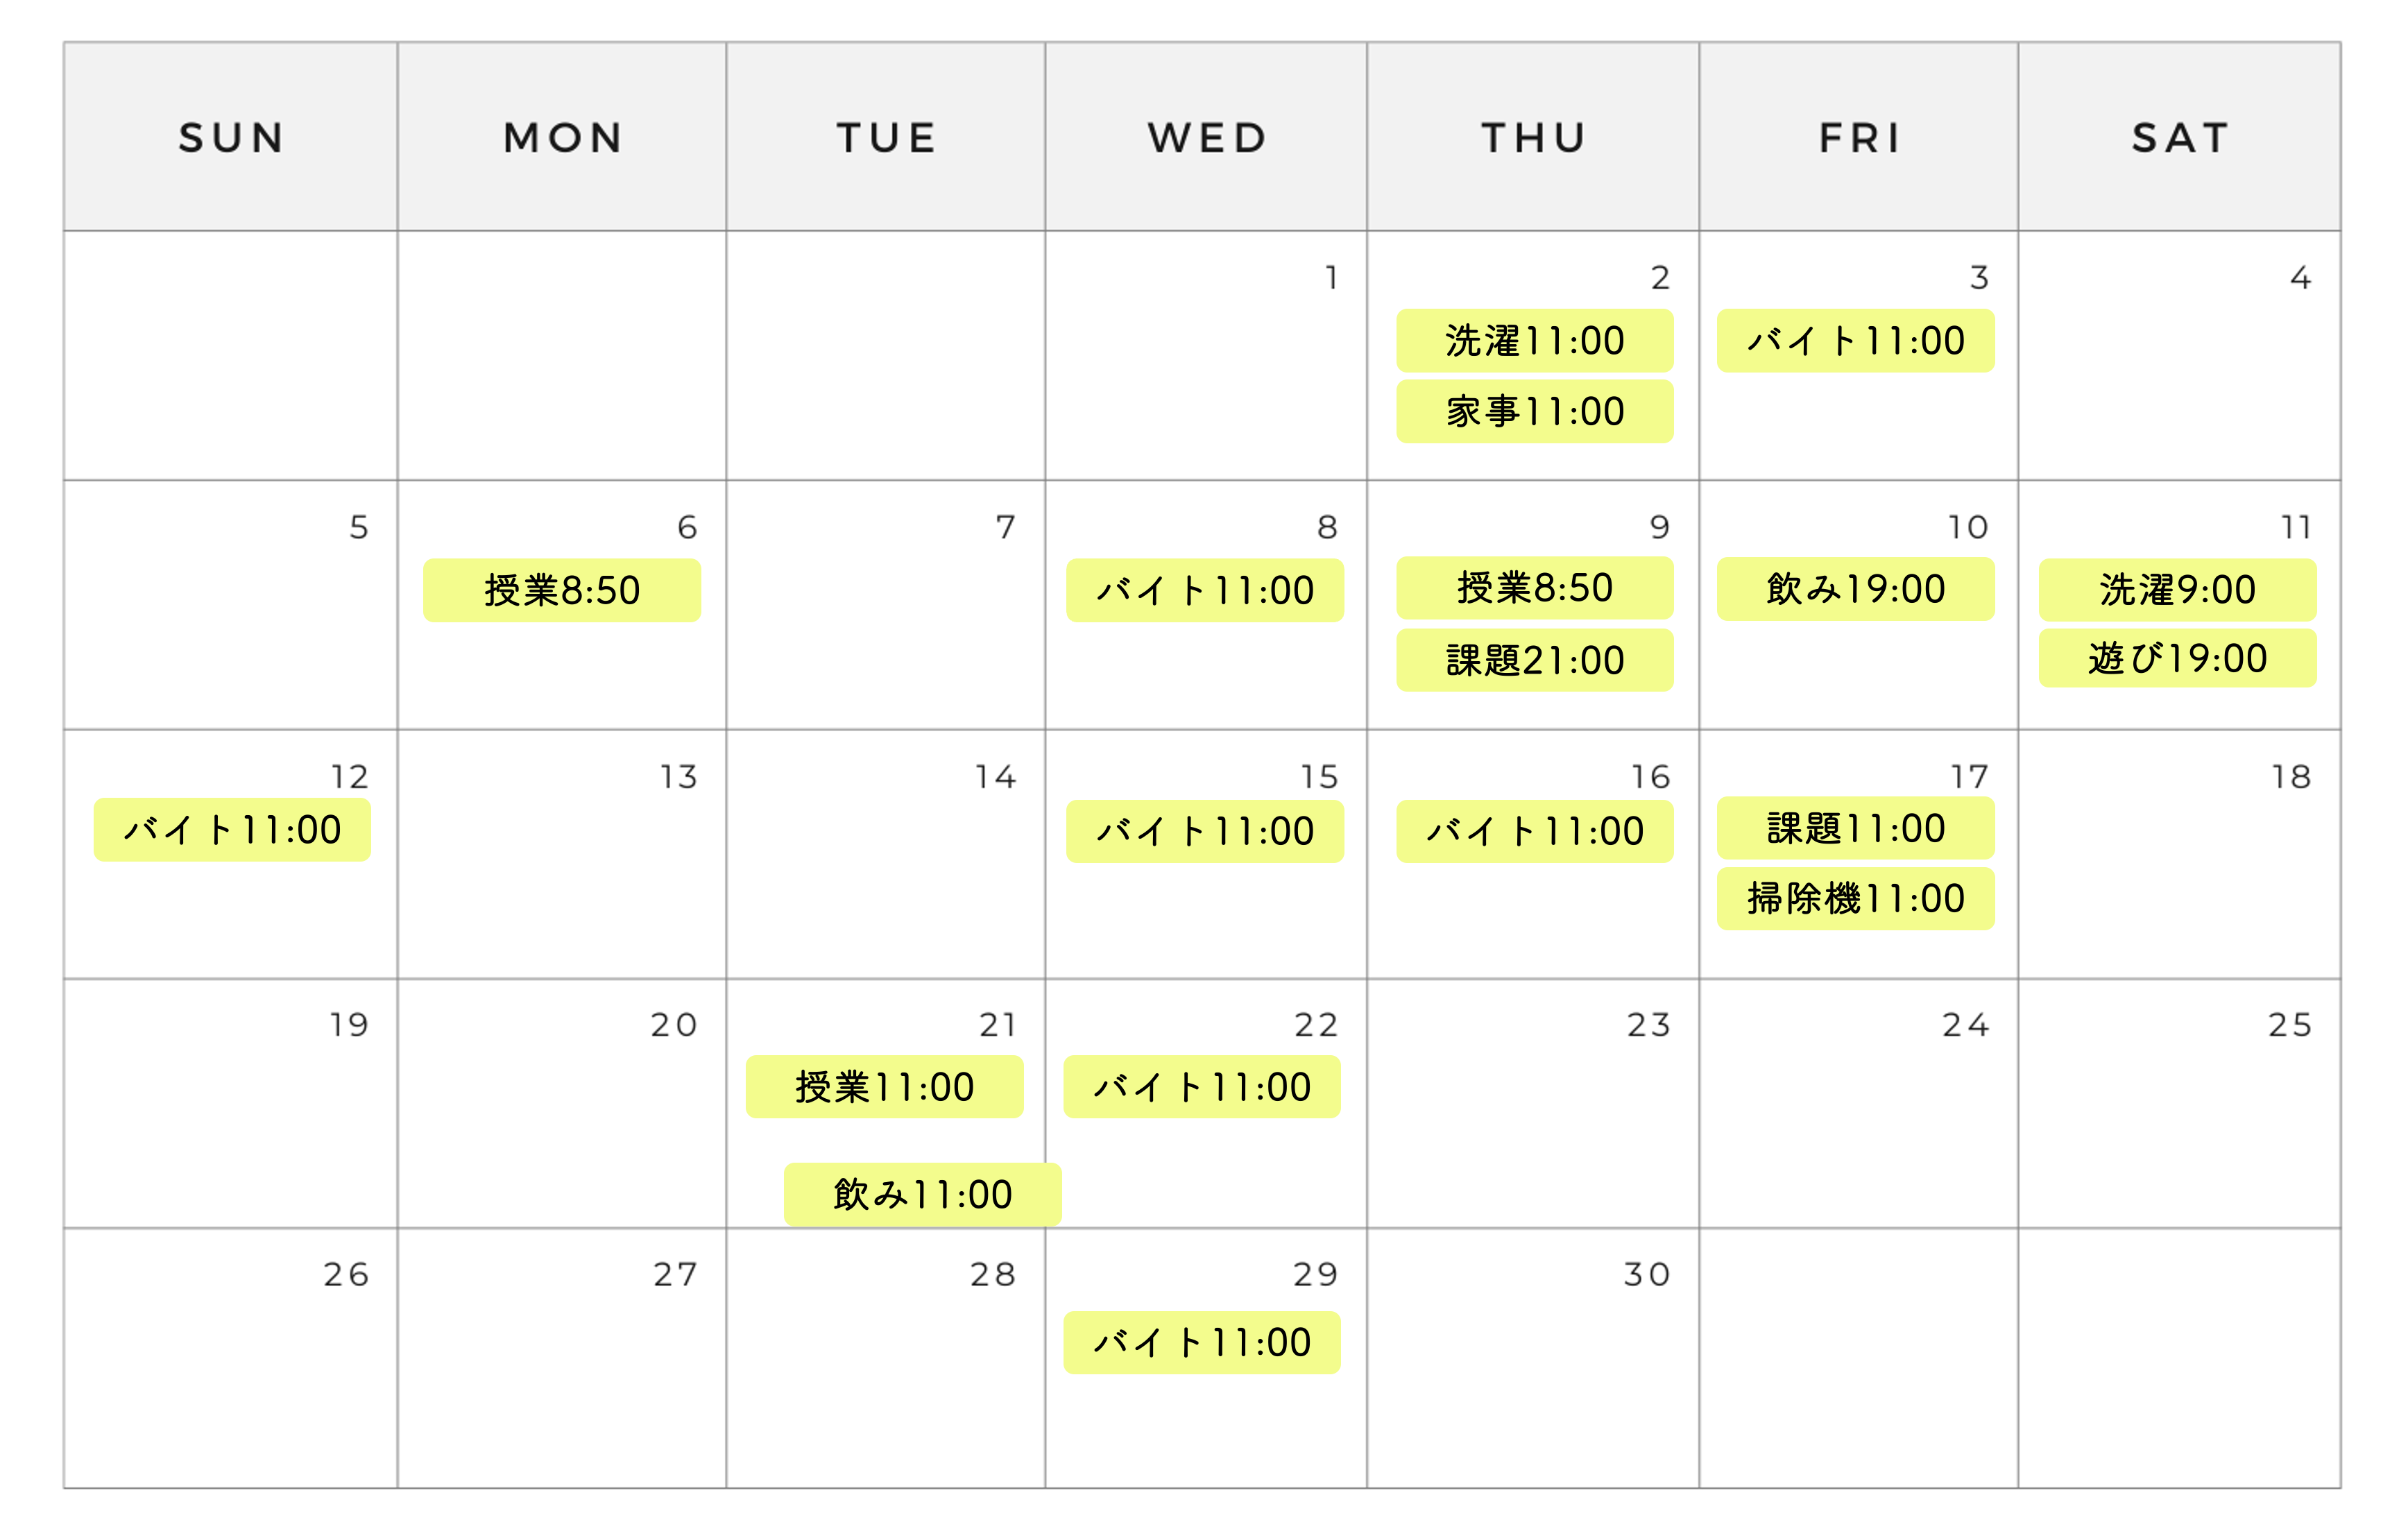 SUN MON TUE WED THU FRI SAT
1 2 3 4
洗濯11:00 バイト11:00
家事11:00
5 6 7 8 9 10 11
授業8:50 バイト11:00 授業8:50 飲み19:00 洗濯9:00
課題21:00 遊び19:00
12 13 14 15 16 17 18
バイト11:00 バイト11:00 バイト11:00 課題11:00
掃除機11:00
19 20 21 22 23 24 25
授業11:00 バイト11:00
飲み11:00
26 27 28 29 30
バイト11:00